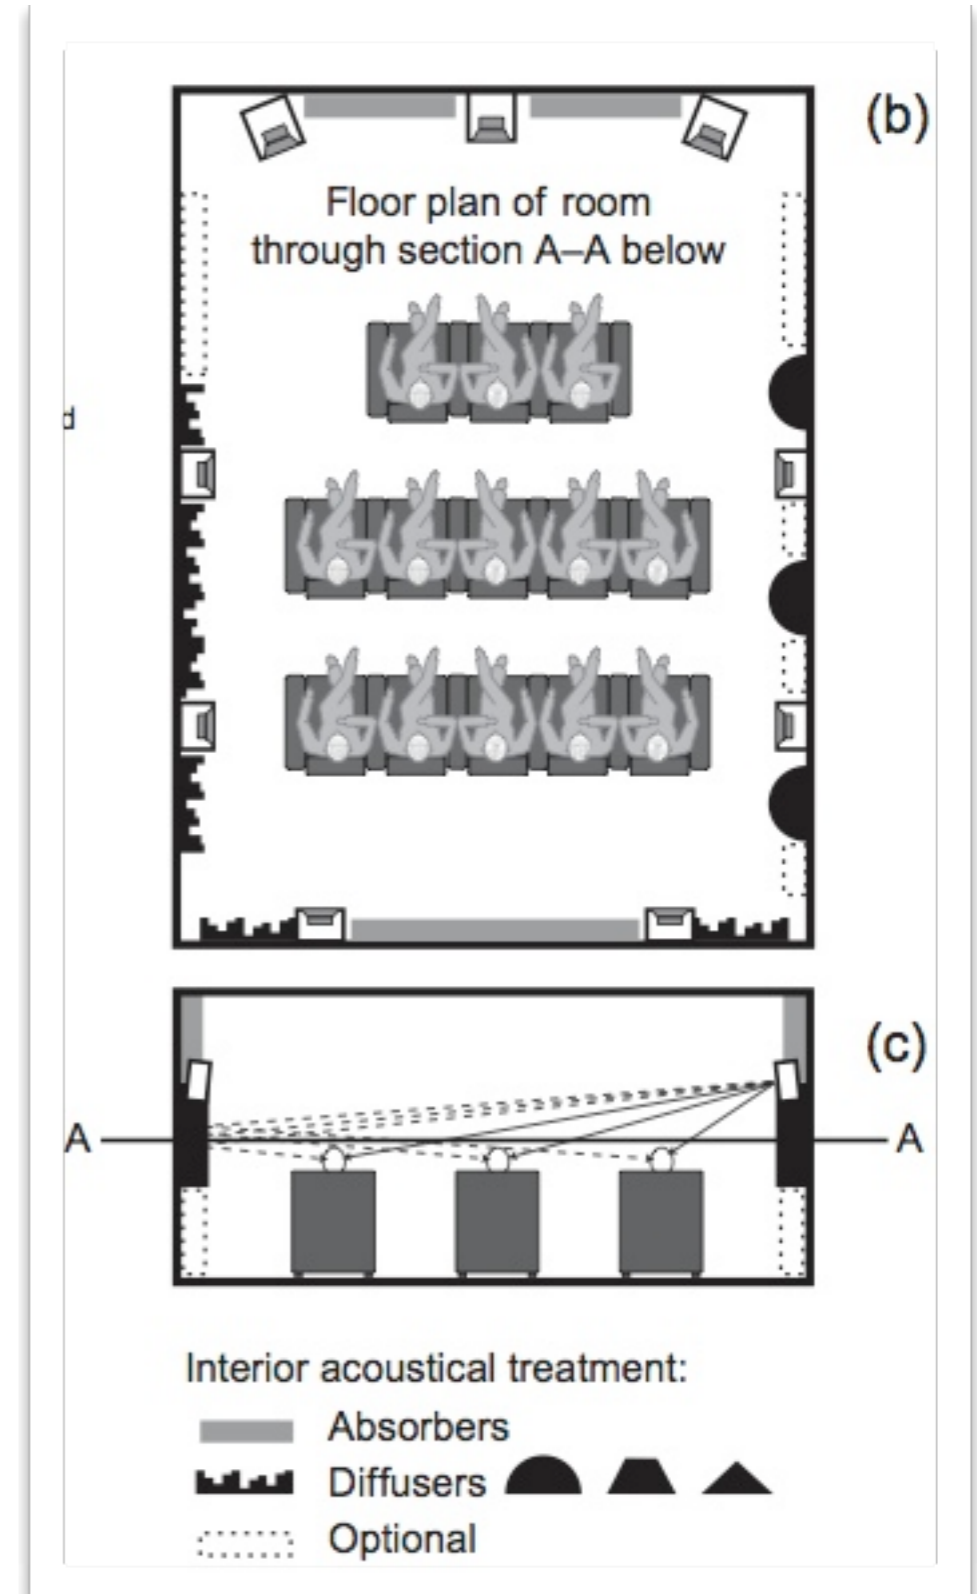 (b)
Floor plan of room
through section A–A below
d
(c)
A A
Interior acoustical treatment:
Absorbers
Diffusers
Optional